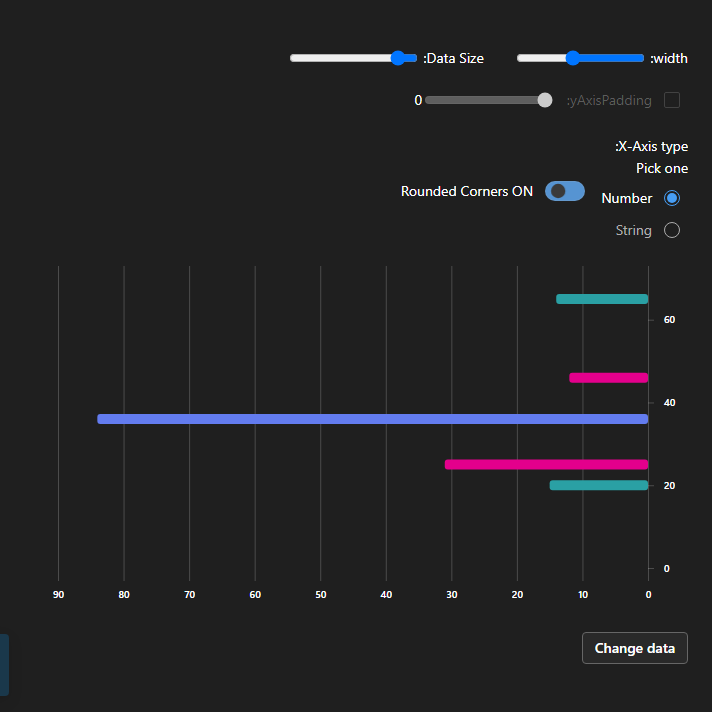 :Data Size
:width
0
:yAxisPadding
:X-Axis type
Pick one
Rounded Corners ON
Number
String
60
40
20
0
90 80 70 60 50 40 30 20 10 0
Change data